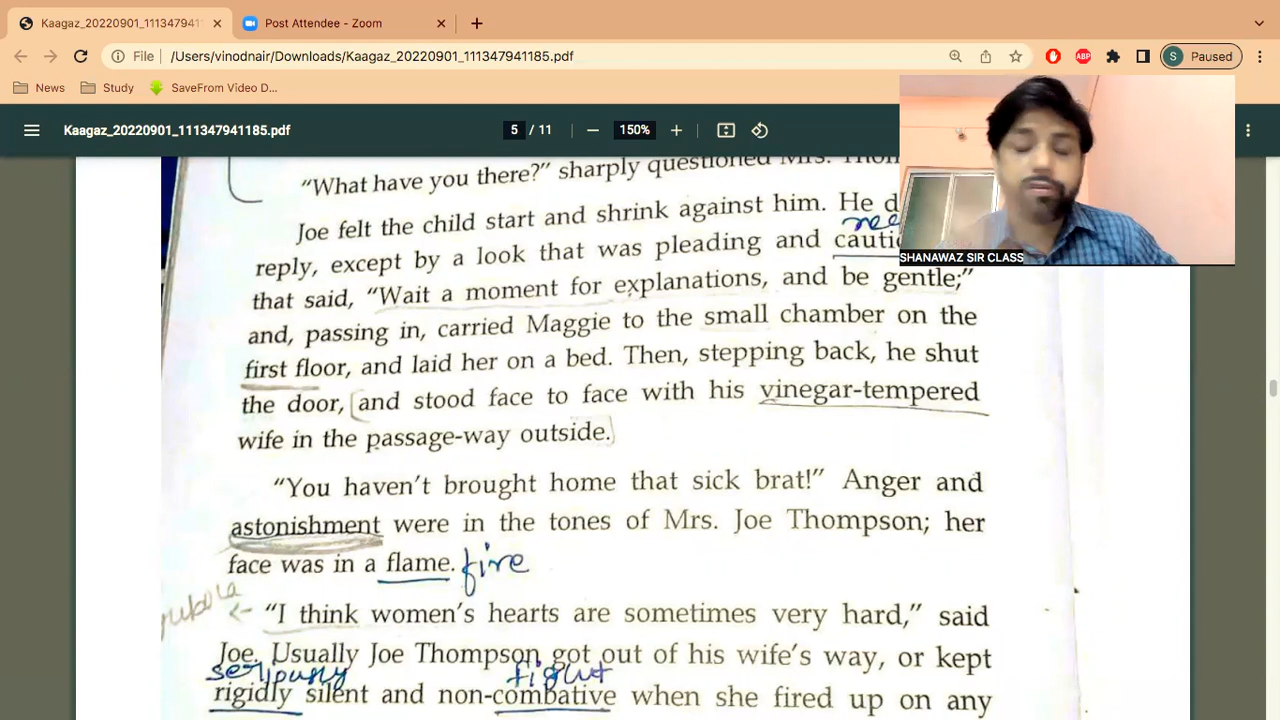 Kaagaz_20220901_1113479411
Post Attendee - Zoom
File
/Users/vinodnair/Downloads/Kaagaz_20220901_111347941185.pdf
ABP
S
Paused
News
Study
SaveFrom Video D...
Kaagaz_20220901_111347941185.pdf
5 / 11
150%
SHANAWAZ SIR CLASS
"What have you there?" sharply questioned Mrs. Thom
Joe felt the child start and shrink against him. He d
reply, except by a look that was pleading and cautio
that said, "Wait a moment for explanations, and be gentle;"
and, passing in, carried Maggie to the small chamber on the
first floor, and laid her on a bed. Then, stepping back, he shut
the door, and stood face to face with his vinegar-tempered
wife in the passage-way outside.
"You haven't brought home that sick brat!" Anger and
astonishment were in the tones of Mrs. Joe Thompson; her
face was in a flame. fire
"I think women's hearts are sometimes very hard," said
Joe. Usually Joe Thompson got out of his wife's way, or kept
seriously
rigidly silent and non-combative when she fired up on any